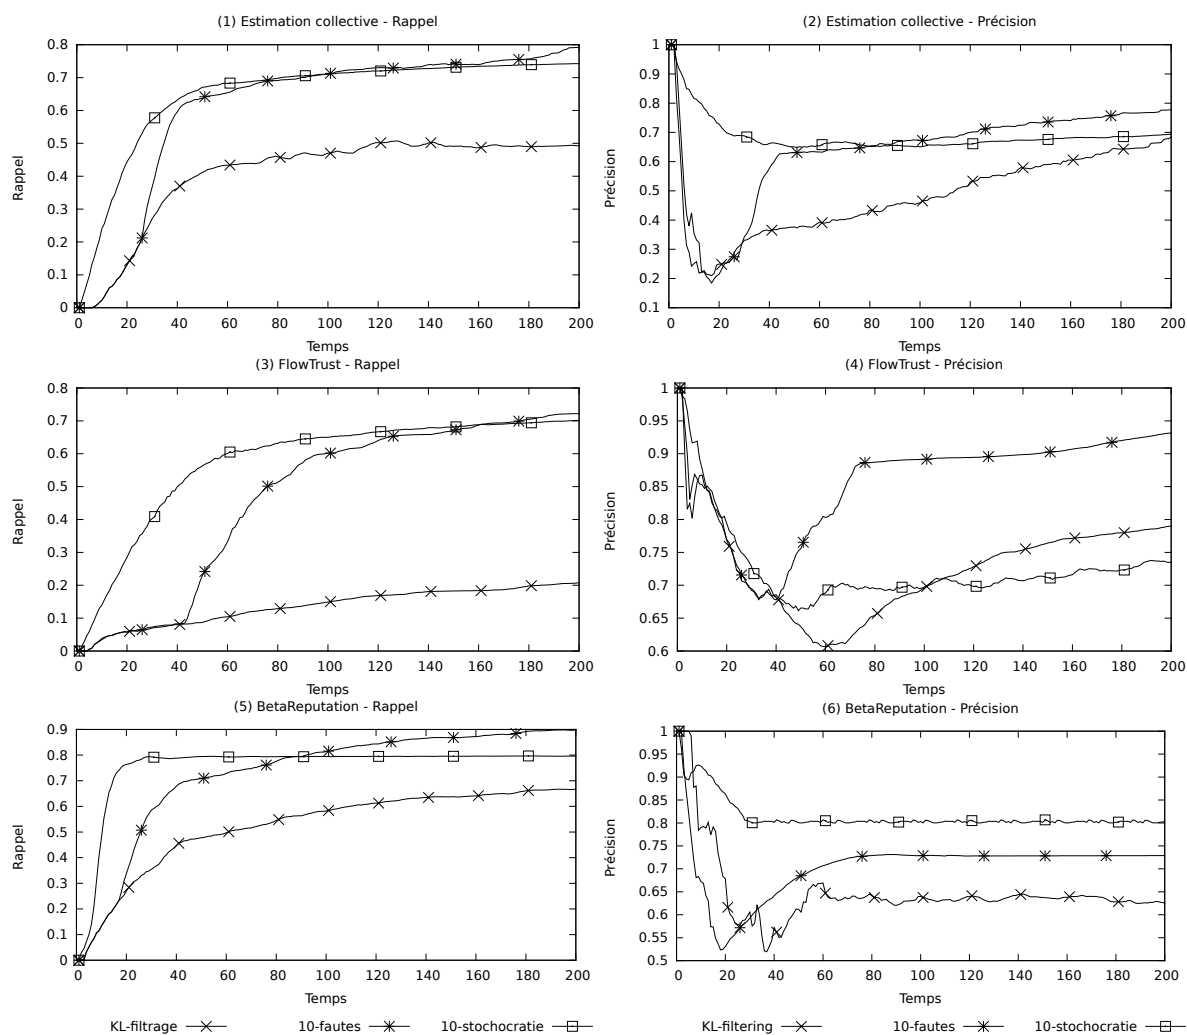 (1) Estimation collective - Rappel
0.8
0.7
0.6
0.5
0.4
0.3
0.2
0.1
0
Rappel
0 20 40 60 80 100 120 140 160 180 200
Temps
(2) Estimation collective - Précision
1
0.9
0.8
0.7
0.6
0.5
0.4
0.3
0.2
0.1
Précision
0 20 40 60 80 100 120 140 160 180 200
Temps
(3) FlowTrust - Rappel
0.8
0.7
0.6
0.5
0.4
0.3
0.2
0.1
0
Rappel
0 20 40 60 80 100 120 140 160 180 200
Temps
(4) FlowTrust - Précision
1
0.95
0.9
0.85
0.8
0.75
0.7
0.65
0.6
Précision
0 20 40 60 80 100 120 140 160 180 200
Temps
(5) BetaReputation - Rappel
0.9
0.8
0.7
0.6
0.5
0.4
0.3
0.2
0.1
0
Rappel
0 20 40 60 80 100 120 140 160 180 200
Temps
(6) BetaReputation - Précision
1
0.95
0.9
0.85
0.8
0.75
0.7
0.65
0.6
0.55
0.5
Précision
0 20 40 60 80 100 120 140 160 180 200
Temps
KL-filtrage 10-fautes 10-stochocratie
KL-filtering 10-fautes 10-stochocratie